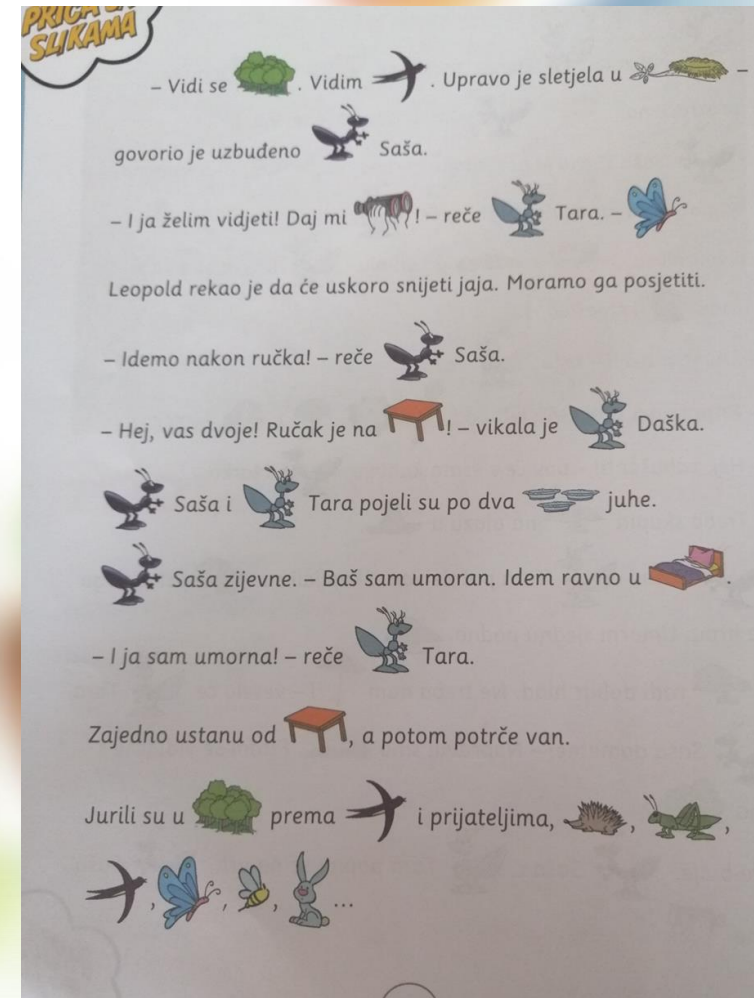 PRIČA SA
SLIKAMA
– Vidi se . Vidim . Upravo je sletjela u –
govorio je uzbuđeno Saša.
– I ja želim vidjeti! Daj mi ! – reče Tara. –
Leopold rekao je da će uskoro snijeti jaja. Moramo ga posjetiti.
– Idemo nakon ručka! – reče Saša.
– Hej, vas dvoje! Ručak je na ! – vikala je Daška.
Saša i Tara pojeli su po dva juhe.
Saša zijevne. – Baš sam umoran. Idem ravno u .
– I ja sam umorna! – reče Tara.
Zajedno ustanu od , a potom potrče van.
Jurili su u prema i prijateljima, , ,
, , , ...